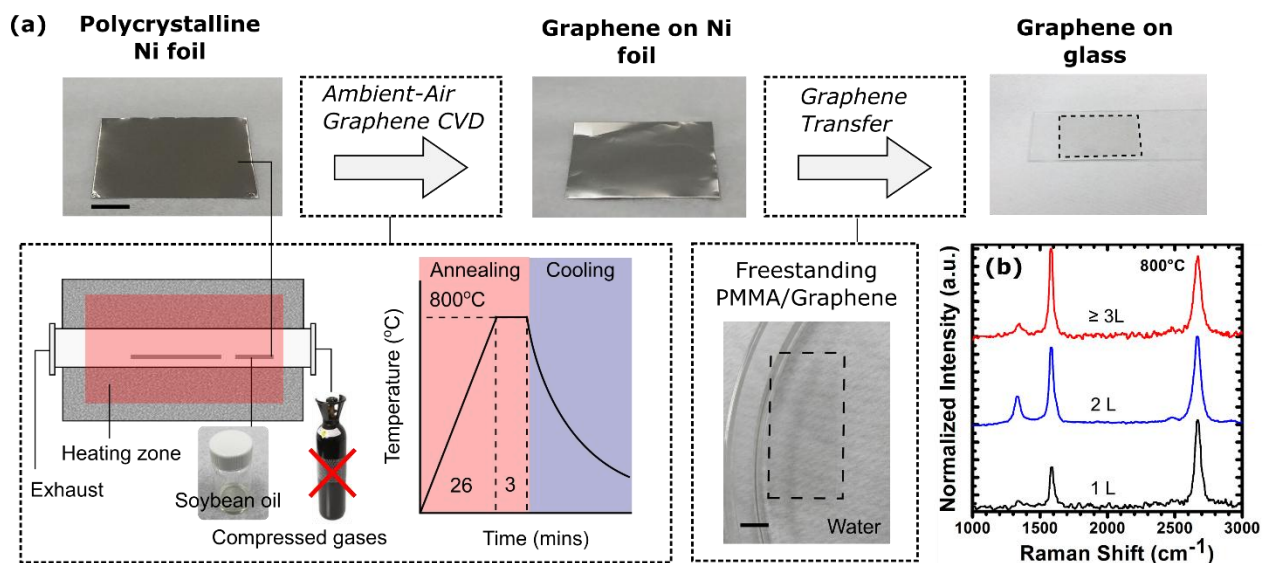 (a)
Polycrystalline
Ni foil
Ambient-Air
Graphene CVD
Graphene on Ni
foil
Graphene
Transfer
Graphene on
glass
Heating zone
Exhaust
Soybean oil
Compressed gases
Annealing
Cooling
800°C
Temperature (°C)
26
3
Time (mins)
Freestanding
PMMA/Graphene
Water
(b)
800°C
≥ 3L
2 L
1 L
Normalized Intensity (a.u.)
1000 1500 2000 2500 3000
Raman Shift (cm⁻¹)